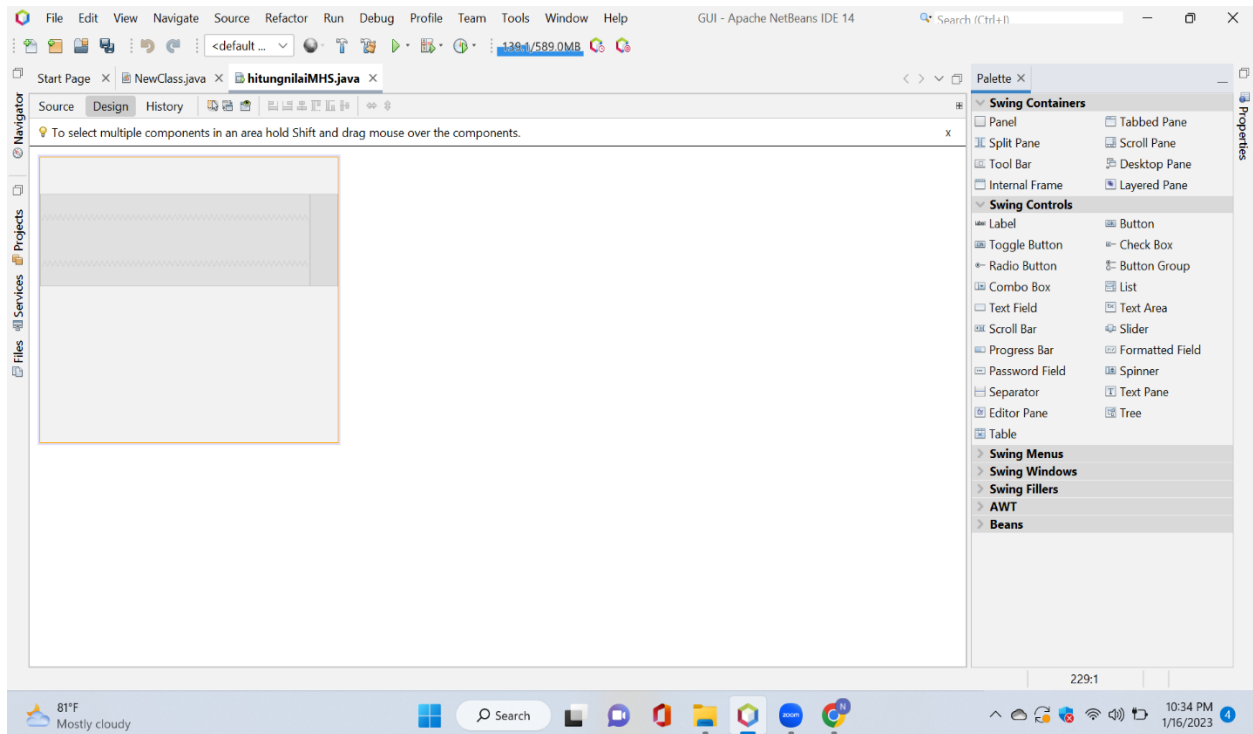 File Edit View Navigate Source Refactor Run Debug Profile Team Tools Window Help GUI - Apache NetBeans IDE 14 Search (Ctrl+I)
<default ... 139.1/589.0MB
Start Page NewClass.java hitungnilaiMHS.java Palette
Source Design History
To select multiple components in an area hold Shift and drag mouse over the components. x
Navigator
Projects
Services
Files
Swing Containers
Panel Tabbed Pane
Split Pane Scroll Pane
Tool Bar Desktop Pane
Internal Frame Layered Pane
Swing Controls
Label Button
Toggle Button Check Box
Radio Button Button Group
Combo Box List
Text Field Text Area
Scroll Bar Slider
Progress Bar Formatted Field
Password Field Spinner
Separator Text Pane
Editor Pane Tree
Table
Swing Menus
Swing Windows
Swing Fillers
AWT
Beans
Properties
229:1
81°F
Mostly cloudy
Search
zoom
N
10:34 PM
1/16/2023
4